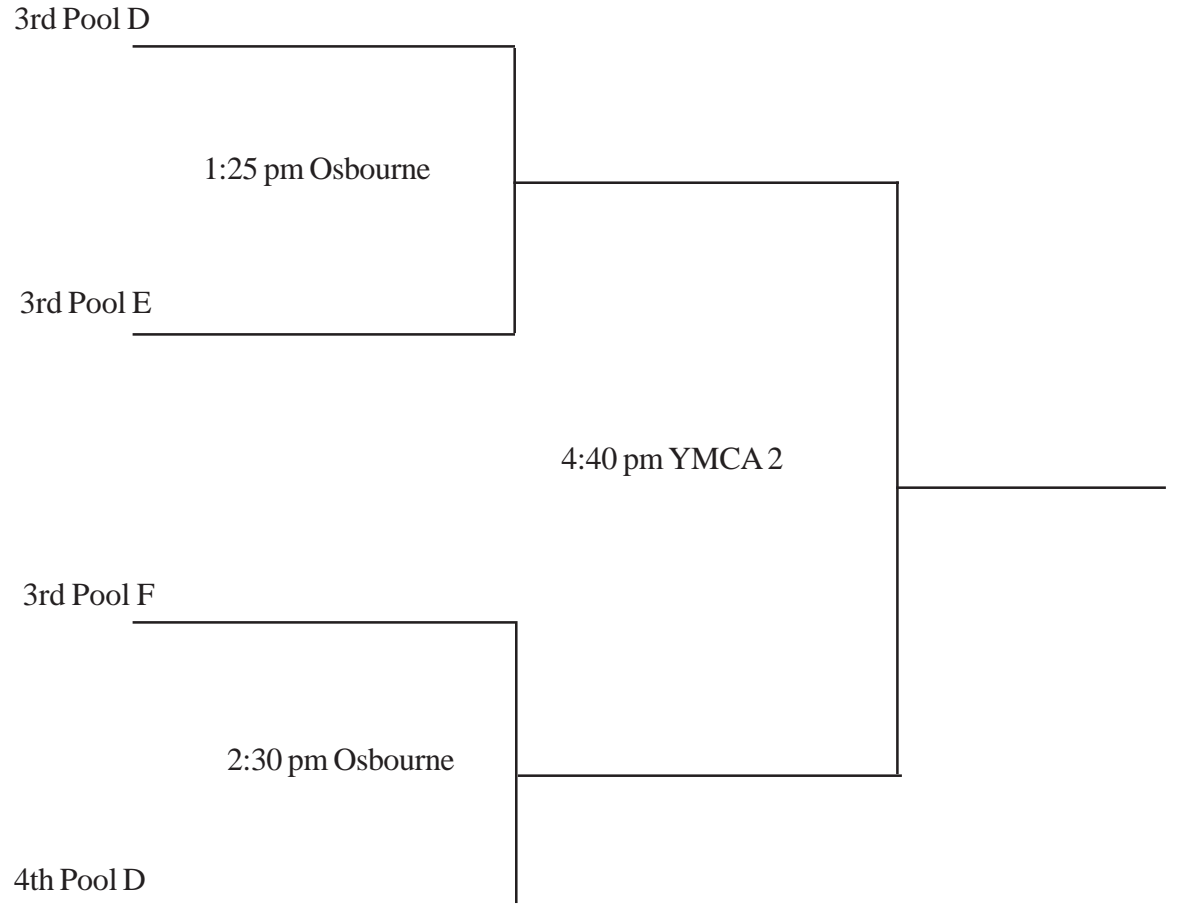 3rd Pool D
1:25 pm Osbourne
3rd Pool E
4:40 pm YMCA 2
3rd Pool F
2:30 pm Osbourne
4th Pool D